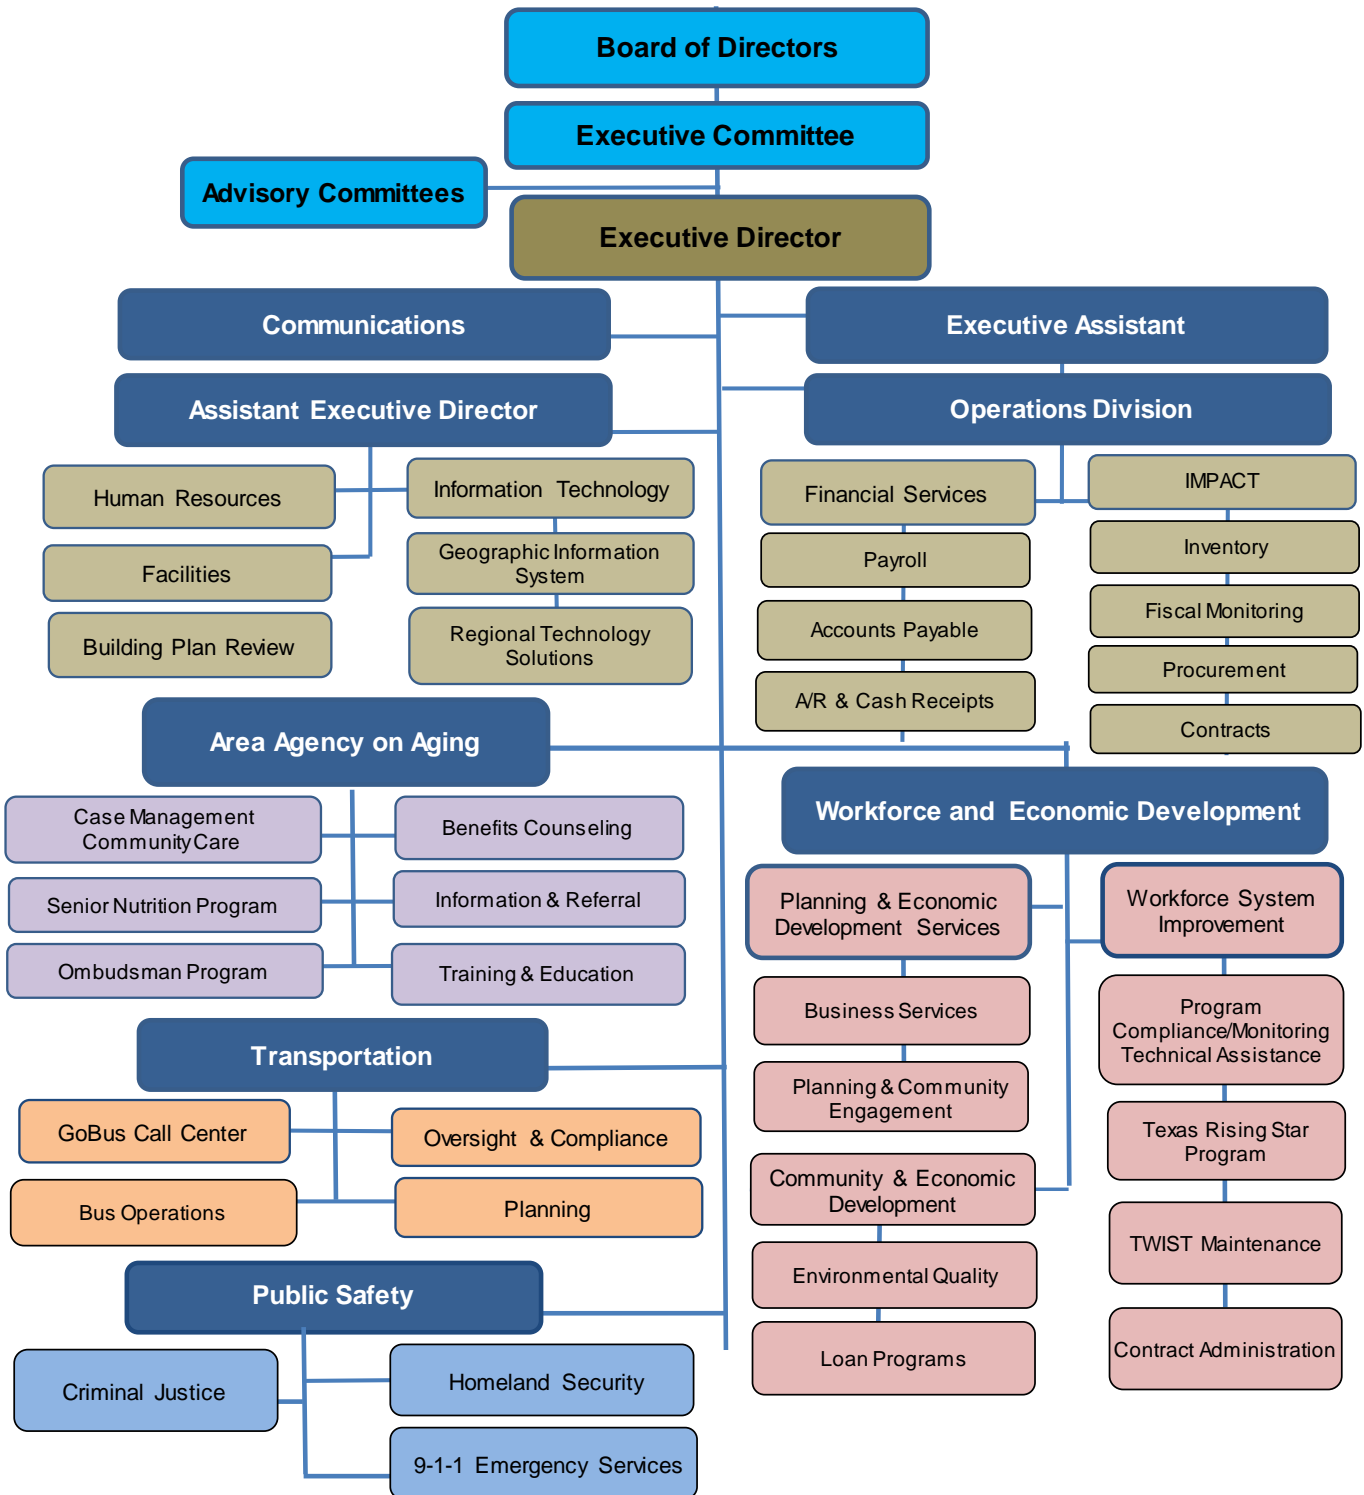 Board of Directors
Executive Committee
Advisory Committees
Executive Director
Communications
Executive Assistant
Assistant Executive Director
Operations Division
Human Resources
Information Technology
Facilities
Geographic Information
System
Building Plan Review
Regional Technology
Solutions
Financial Services
IMPACT
Payroll
Inventory
Accounts Payable
Fiscal Monitoring
A/R & Cash Receipts
Procurement
Contracts
Area Agency on Aging
Case Management
Community Care
Benefits Counseling
Senior Nutrition Program
Information & Referral
Ombudsman Program
Training & Education
Workforce and Economic Development
Planning & Economic
Development Services
Workforce System
Improvement
Business Services
Program
Compliance/Monitoring
Technical Assistance
Planning & Community
Engagement
Texas Rising Star
Program
Community & Economic
Development
TWIST Maintenance
Environmental Quality
Contract Administration
Loan Programs
Transportation
GoBus Call Center
Oversight & Compliance
Bus Operations
Planning
Public Safety
Criminal Justice
Homeland Security
9-1-1 Emergency Services